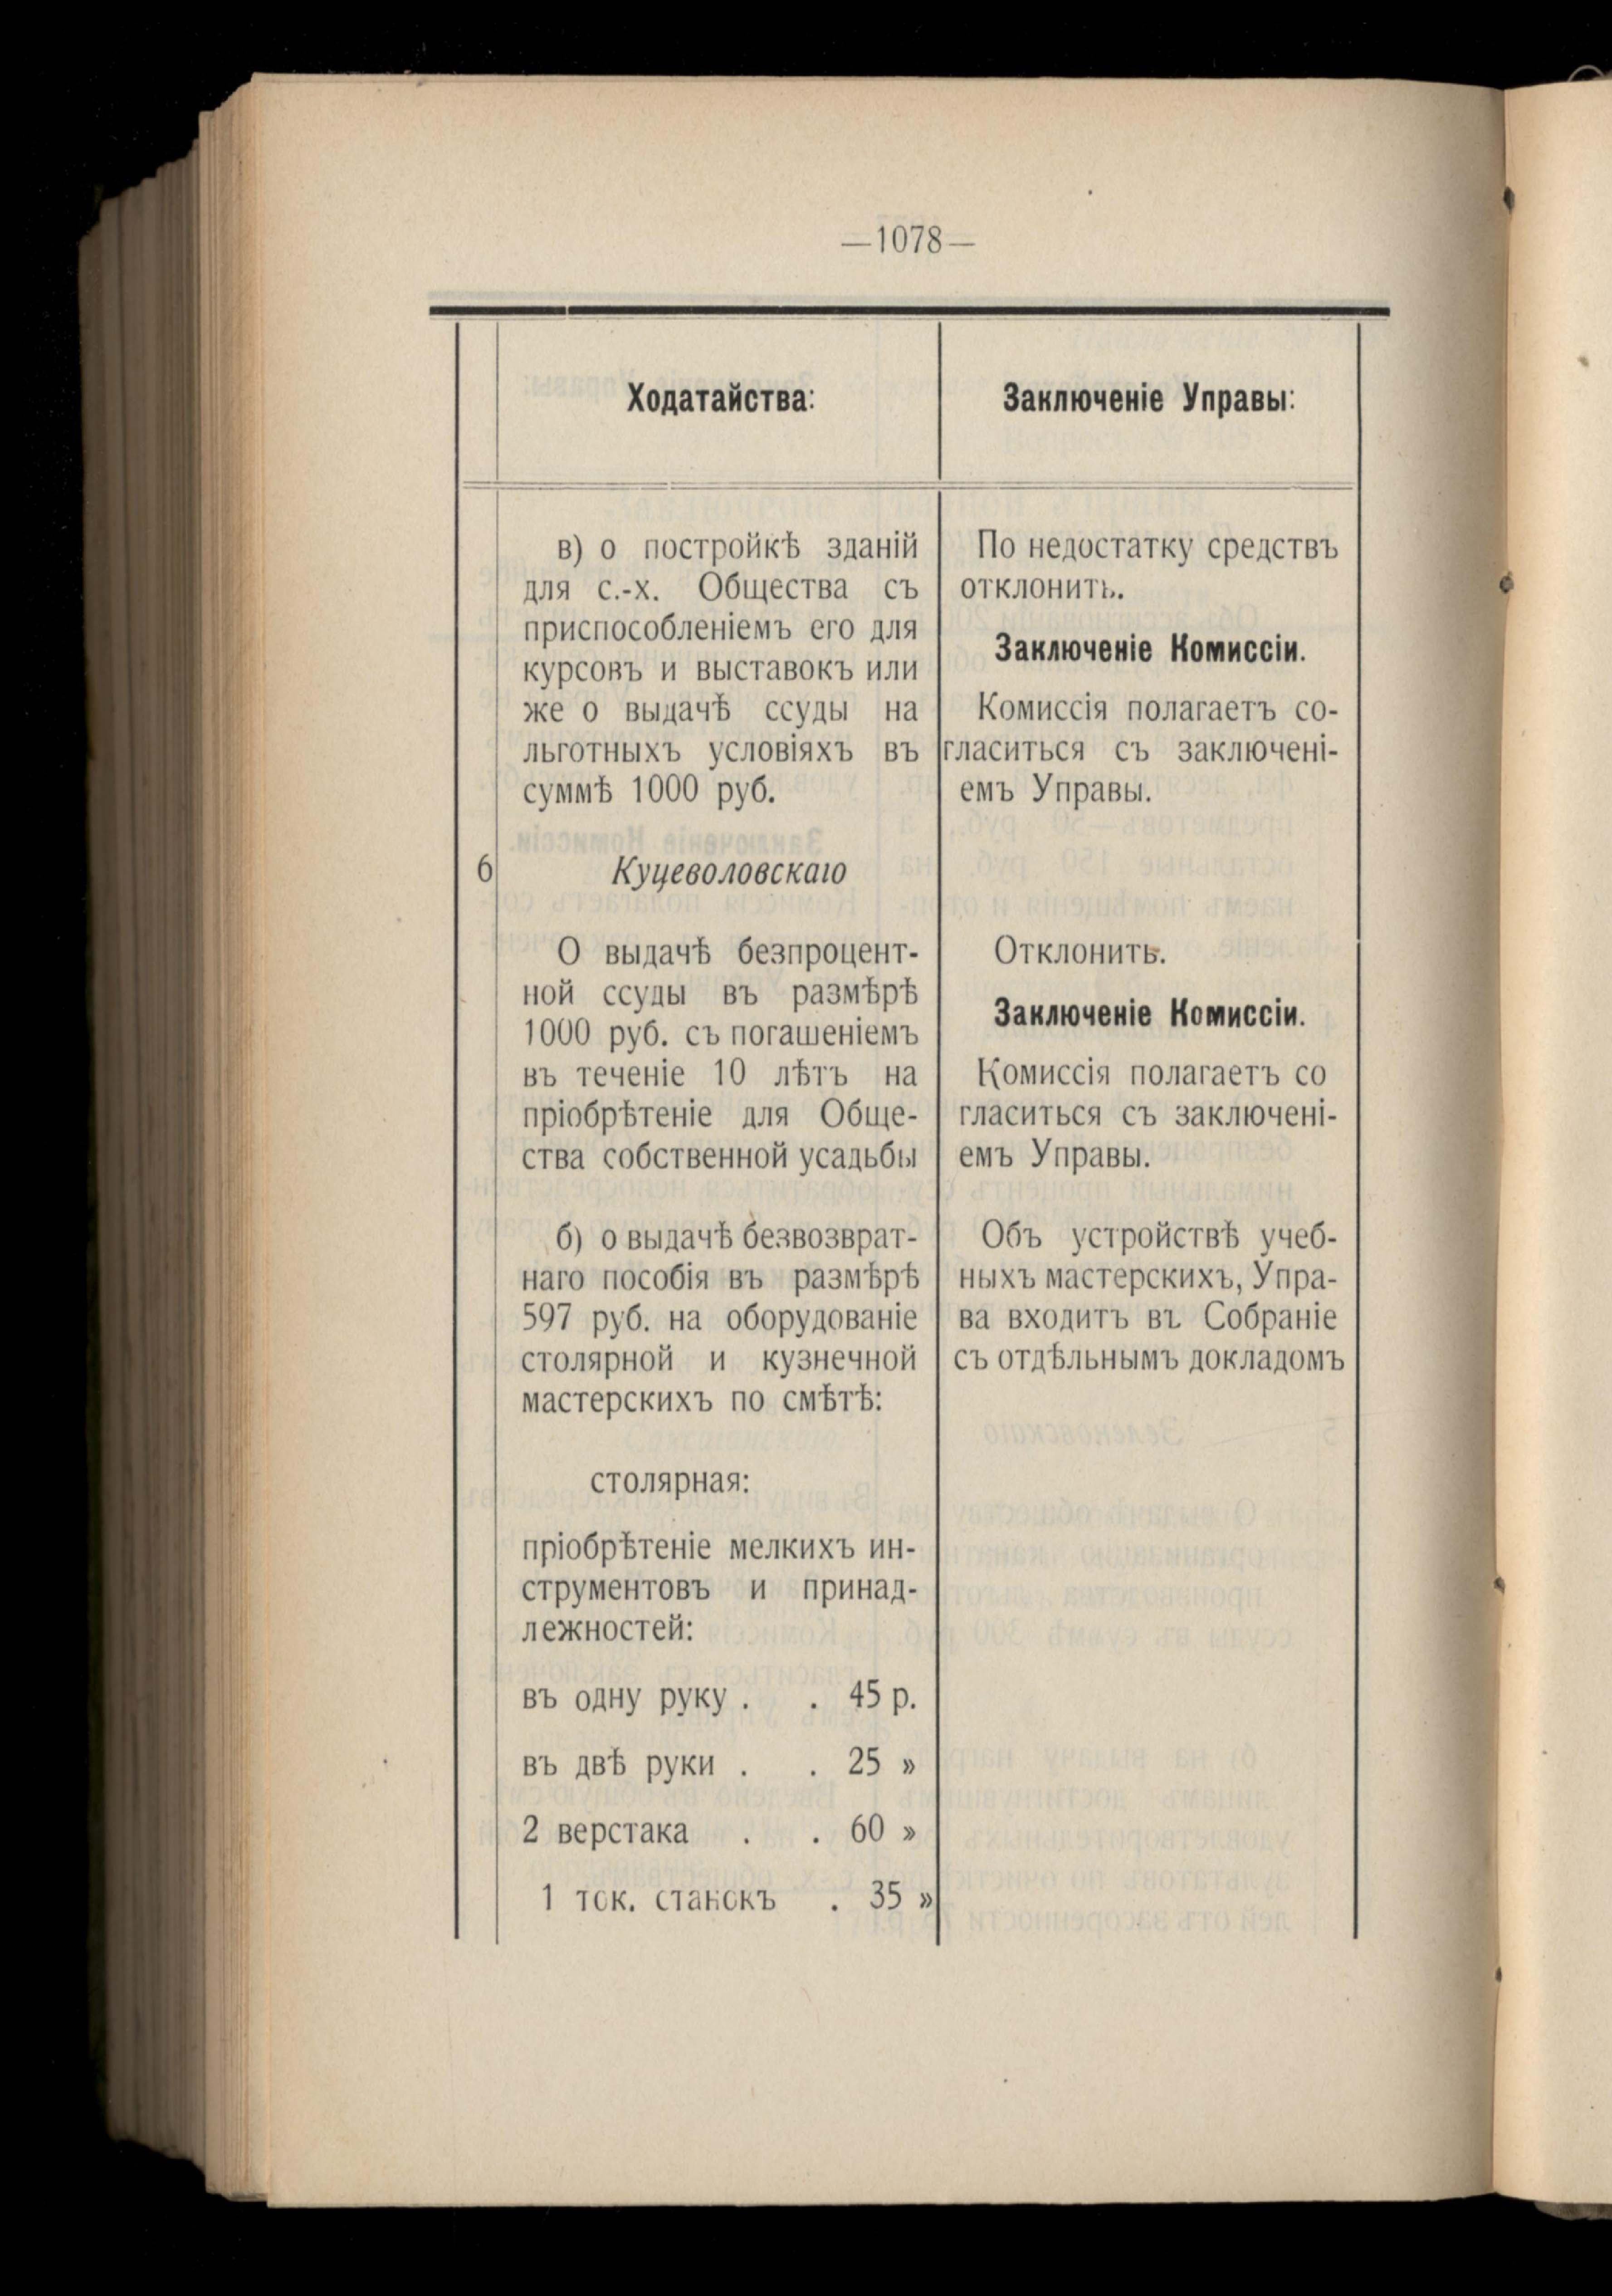 —1078—
Ходатайства:
Заключеніе Управы:
в) о постройкѣ зданій
для с.-х. Общества съ
приспособленіемъ его для
курсовъ и выставокъ или
же о выдачѣ ссуды на
льготныхъ условіяхъ въ
суммѣ 1000 руб.
По недостатку средствъ
отклонить.
Заключеніе Комиссіи.
Комиссія полагаетъ со-
гласиться съ заключені-
емъ Управы.
6
Куцеволовскаго
О выдачѣ безпроцент-
ной ссуды въ размѣрѣ
1000 руб. съ погашеніемъ
въ теченіе 10 лѣтъ на
пріобрѣтеніе для Обще-
ства собственной усадьбы
Отклонить.
Заключеніе Комиссіи.
Комиссія полагаетъ со
гласиться съ заключені-
емъ Управы.
б) о выдачѣ безвозврат-
наго пособія въ размѣрѣ
597 руб. на оборудованіе
столярной и кузнечной
мастерскихъ по смѣтѣ:
Объ устройствѣ учеб-
ныхъ мастерскихъ, Упра-
ва входитъ въ Собраніе
съ отдѣльнымъ докладомъ
столярная:
пріобрѣтеніе мелкихъ ин-
струментовъ и принад-
лежностей:
въ одну руку . . 45 р.
въ двѣ руки . . 25 »
2 верстака . . 60 »
1 ток. станокъ . 35 »